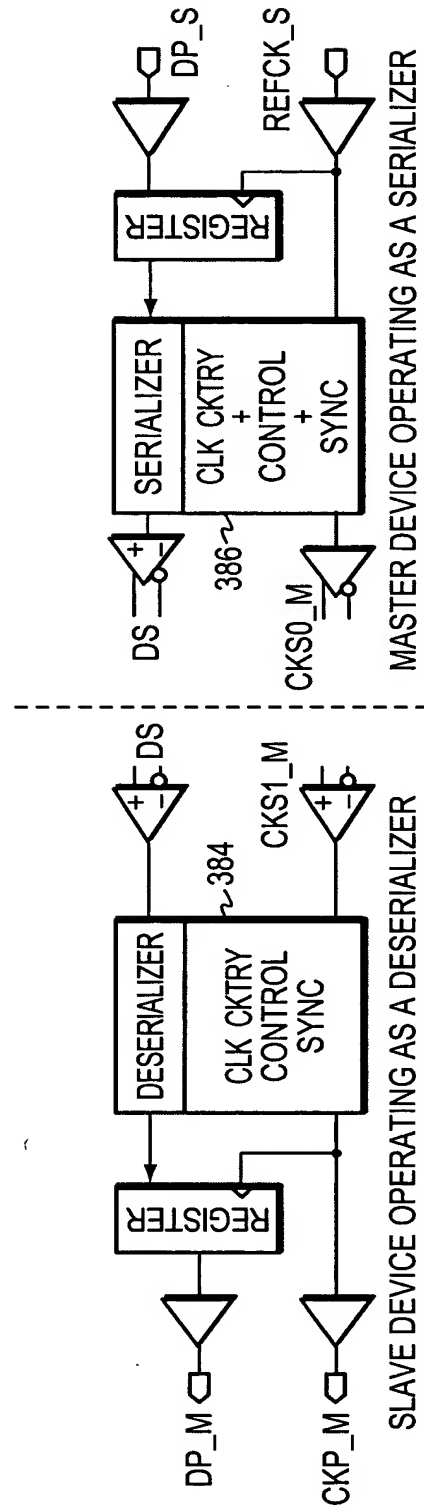 DP_M
CKP_M
REGISTER
DESERIALIZER
CLK CKTRY
CONTROL
SYNC
384
+
−
DS
CKS1_M
+
−
SLAVE DEVICE OPERATING AS A DESERIALIZER
DS
+
−
CKS0_M
386
SERIALIZER
CLK CKTRY
+
CONTROL
+
SYNC
REGISTER
DP_S
REFCK_S
MASTER DEVICE OPERATING AS A SERIALIZER